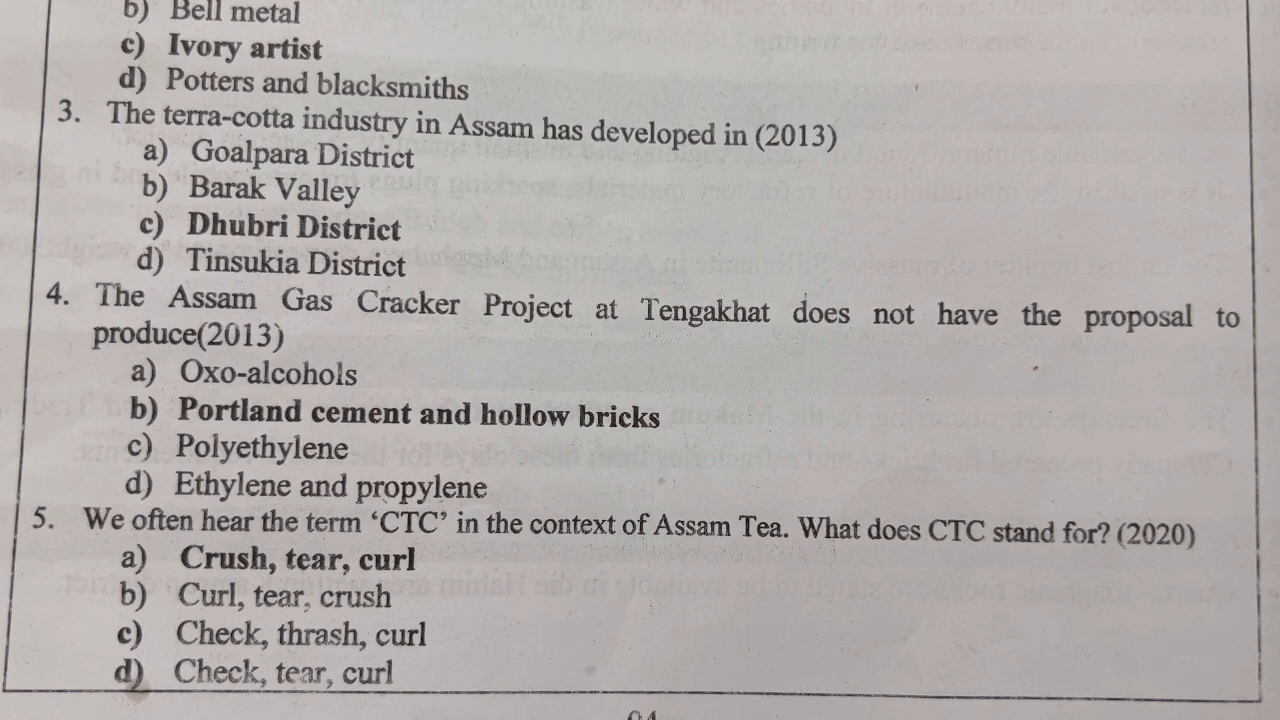 b) Bell metal
c) Ivory artist
d) Potters and blacksmiths
3. The terra-cotta industry in Assam has developed in (2013)
a) Goalpara District
b) Barak Valley
c) Dhubri District
d) Tinsukia District
4. The Assam Gas Cracker Project at Tengakhat does not have the proposal to
produce(2013)
a) Oxo-alcohols
b) Portland cement and hollow bricks
c) Polyethylene
d) Ethylene and propylene
5. We often hear the term ‘CTC’ in the context of Assam Tea. What does CTC stand for? (2020)
a) Crush, tear, curl
b) Curl, tear, crush
c) Check, thrash, curl
d) Check, tear, curl